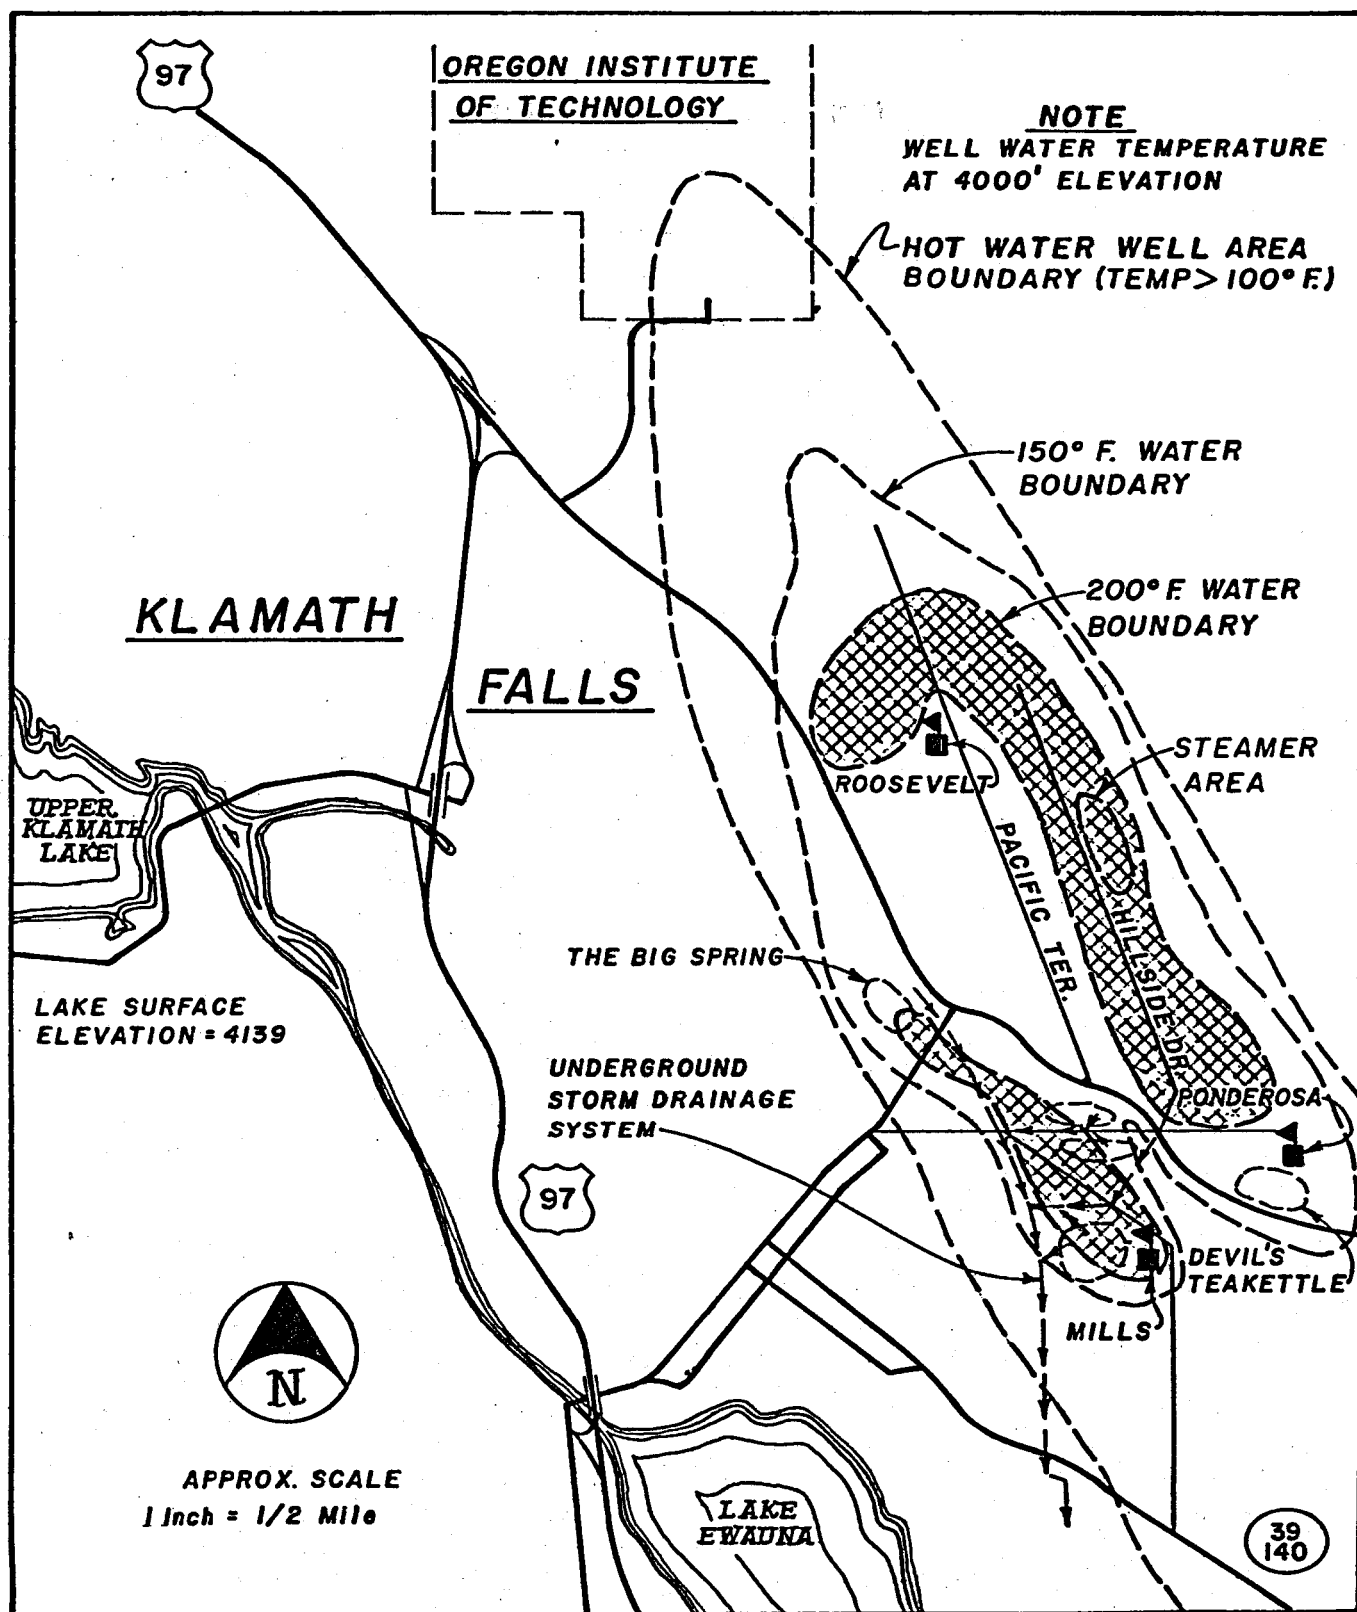 97
OREGON INSTITUTE
OF TECHNOLOGY
NOTE
WELL WATER TEMPERATURE
AT 4000' ELEVATION
HOT WATER WELL AREA
BOUNDARY (TEMP > 100° F.)
150° F. WATER
BOUNDARY
200° F. WATER
BOUNDARY
KLAMATH
FALLS
STEAMER
AREA
ROOSEVELT
UPPER
KLAMATH
LAKE
PACIFIC TER.
HILLSIDE DR.
THE BIG SPRING
LAKE SURFACE
ELEVATION = 4139
UNDERGROUND
STORM DRAINAGE
SYSTEM
PONDEROSA
97
DEVIL'S
TEAKETTLE
MILLS
N
APPROX. SCALE
1 Inch = 1/2 Mile
LAKE
EWAUNA
39
140